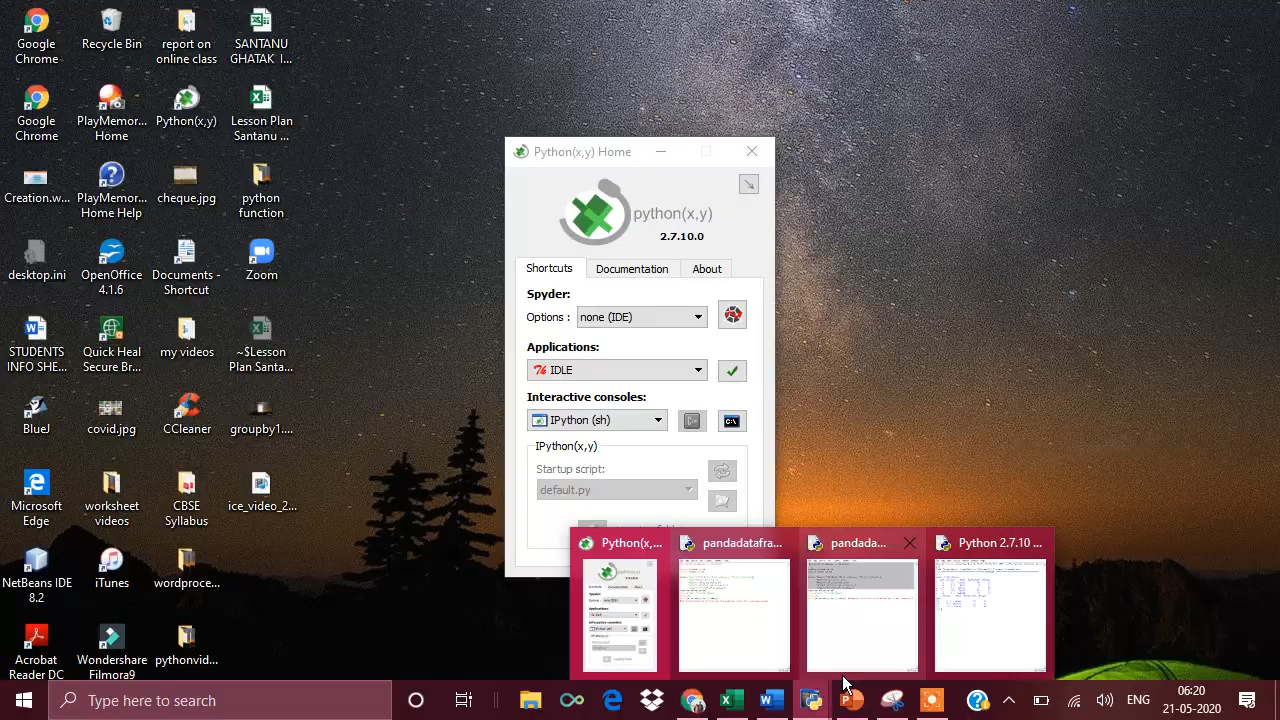 Google
Chrome
Recycle Bin
report on
online class
SANTANU
GHATAK I...
Google
Chrome
PlayMemor...
Home
Python(x,y)
Lesson Plan
Santanu ...
Creation.w...
PlayMemor...
Home Help
cheque.jpg
python
function
desktop.ini
OpenOffice
4.1.6
Documents -
Shortcut
Zoom
STUDENTS
INFO SHE...
Quick Heal
Secure Br...
my videos
~$Lesson
Plan Santa...
BlueJ
covid.jpg
CCleaner
groupby1....
Microsoft
Edge
worksheet
videos
CBSE
Syllabus
ice_video_2...
NetBeans IDE
8.2
iTunes
wordproce...
Acrobat
Reader DC
Wondershare
Filmora9
pythonvid...
Python(x,y) Home
python(x,y)
2.7.10.0
Shortcuts
Documentation
About
Spyder:
Options :
none (IDE)
Applications:
IDLE
Interactive consoles:
IPython (sh)
C:\
IPython(x,y)
Startup script:
default.py
Python(x,...
pandadatafra...
pandada...
Python 2.7.10 ...
Type here to search
ENG
06:20
21-05-2020